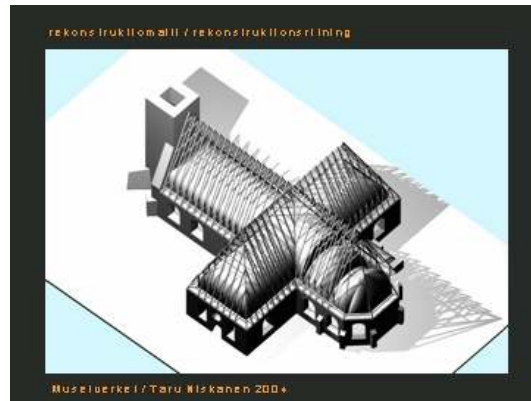 rekonstruktiomalli / rekonstruktionsritning
Museiverket / Taru Niskanen 2004